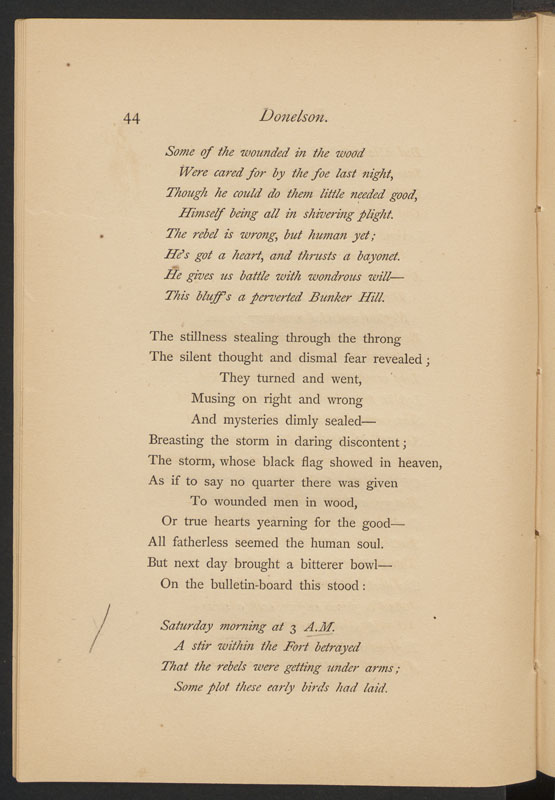 44 Donelson.
Some of the wounded in the wood
Were cared for by the foe last night,
Though he could do them little needed good,
Himself being all in shivering plight.
The rebel is wrong, but human yet;
He's got a heart, and thrusts a bayonet.
He gives us battle with wondrous will—
This bluff's a perverted Bunker Hill.
The stillness stealing through the throng
The silent thought and dismal fear revealed;
They turned and went,
Musing on right and wrong
And mysteries dimly sealed—
Breasting the storm in daring discontent;
The storm, whose black flag showed in heaven,
As if to say no quarter there was given
To wounded men in wood,
Or true hearts yearning for the good—
All fatherless seemed the human soul.
But next day brought a bitterer bowl—
On the bulletin-board this stood:
Saturday morning at 3 A.M.
A stir within the Fort betrayed
That the rebels were getting under arms;
Some plot these early birds had laid.